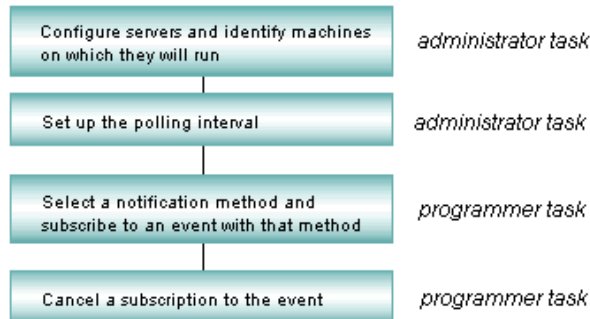 Configure servers and identify machines
on which they will run
administrator task
Set up the polling interval
administrator task
Select a notification method and
subscribe to an event with that method
programmer task
Cancel a subscription to the event
programmer task